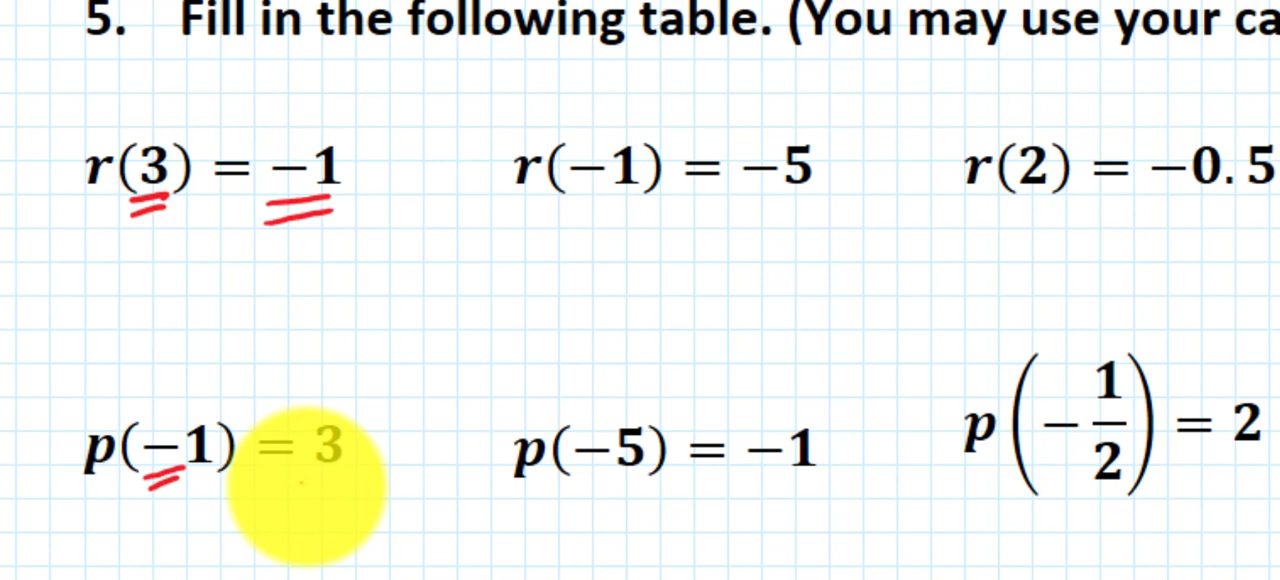 5. Fill in the following table. (You may use your ca
r(3) = −1 r(−1) = −5 r(2) = −0.5
p(−1) = 3 p(−5) = −1 p(−1/2) = 2